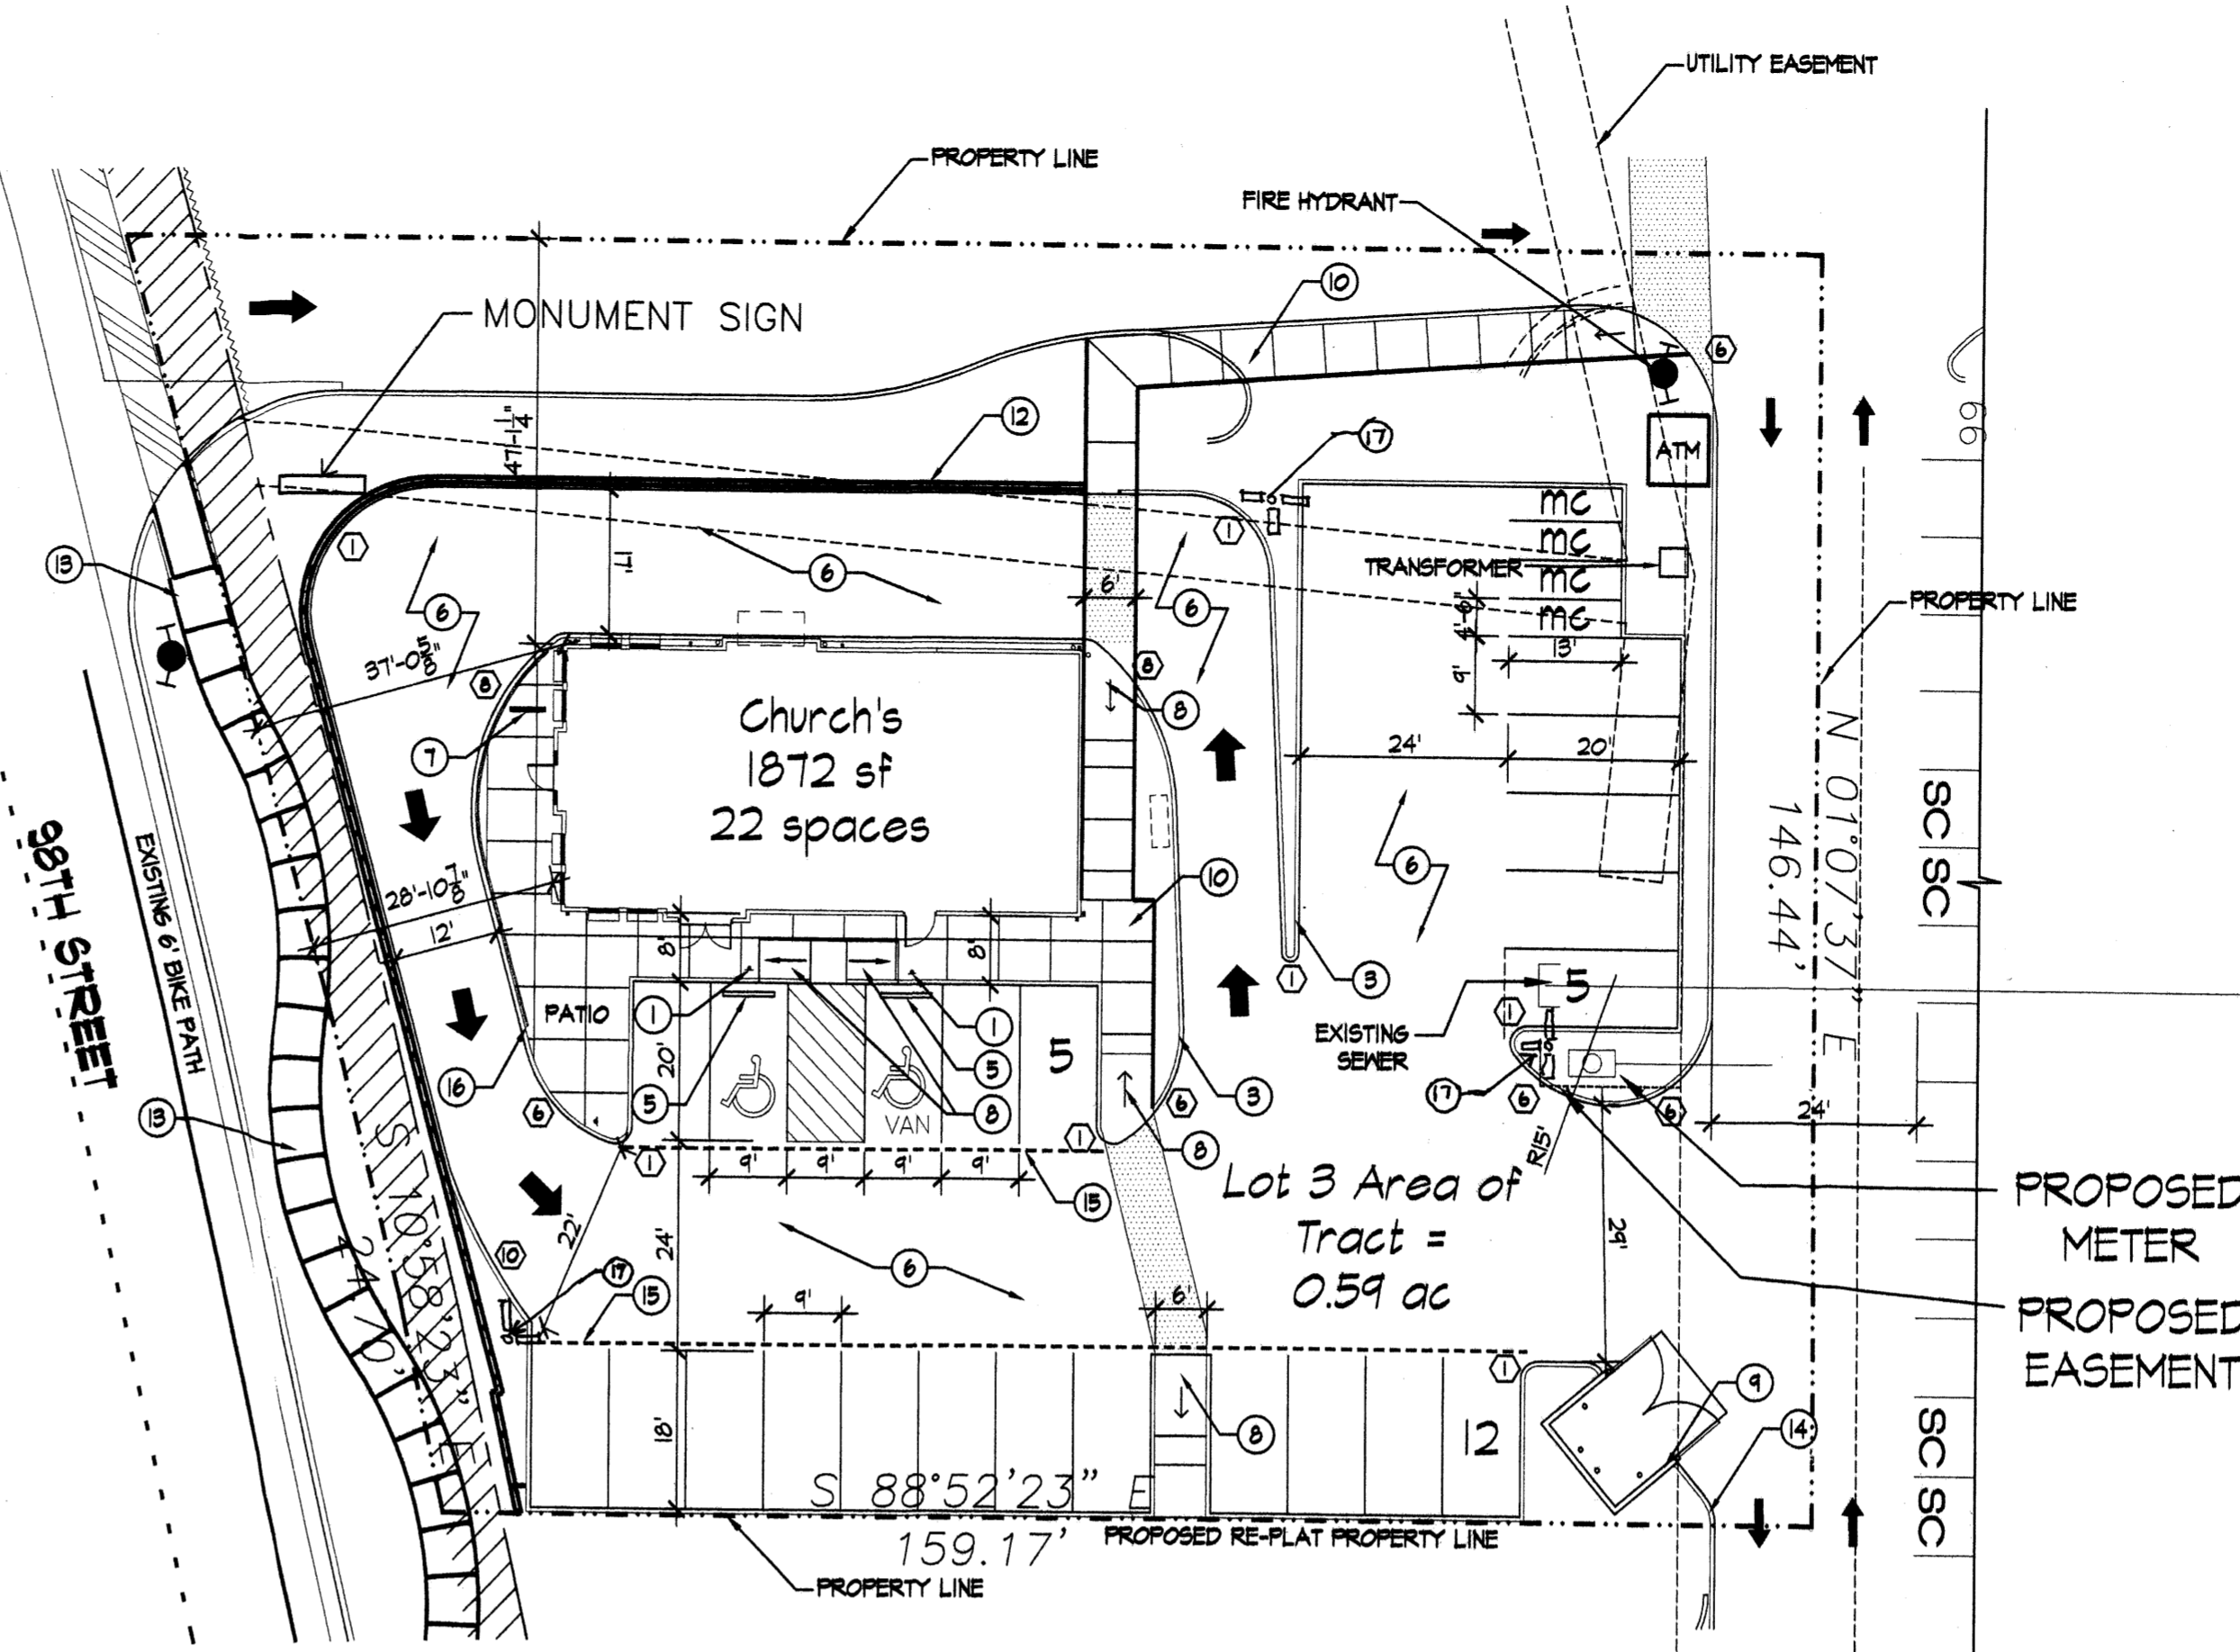 UTILITY EASEMENT
PROPERTY LINE
FIRE HYDRANT
10
MONUMENT SIGN
6
47'-1 1/4"
12
17
ATM
66
1
1
mc
mc
mc
mc
13
17'
6
TRANSFORMER
6'
6
6
PROPERTY LINE
4'-6"
13'
9'
37'-0 5/8"
8
8
8
7
Church's
1872 sf
22 spaces
24'
20'
N 01°07'37" E
146.44'
SC SC
98TH STREET
EXISTING 6' BIKE PATH
6
10
28'-10 7/8"
12'
8'
8'
1
3
5
PATIO
1
1
1
EXISTING
SEWER
5
20'
5
5
VAN
8
16
6
6
3
17
6
6
24'
13
1
1
8
R15'
9'
9'
9'
9'
15
Lot 3 Area of
Tract =
0.59 ac
PROPOSED
METER
22'
24'
29'
10
17
15
6
9'
6'
PROPOSED
EASEMENT
S 10°58'23" E
24.70'
1
9
18'
12
8
14
SC SC
S 88°52'23" E
159.17'
PROPOSED RE-PLAT PROPERTY LINE
PROPERTY LINE